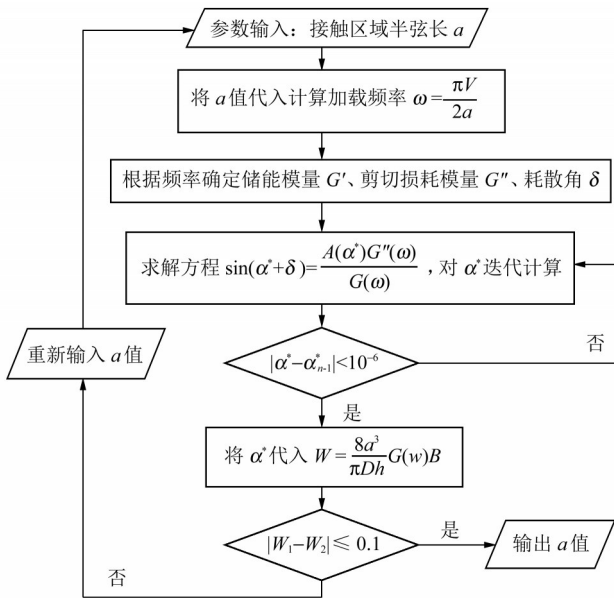 参数输入：接触区域半弦长 a
将 a 值代入计算加载频率 ω=πV/2a
根据频率确定储能模量 G′、剪切损耗模量 G″、耗散角 δ
求解方程 sin(α*+δ)=A(α*)G″(ω)/G(ω)，对 α*迭代计算
重新输入 a 值
否
|α*−α*n-1|<10⁻⁶
是
将 α*代入 W=8a³/πDh G(w)B
|W₁−W₂|≤ 0.1
是
输出 a 值
否